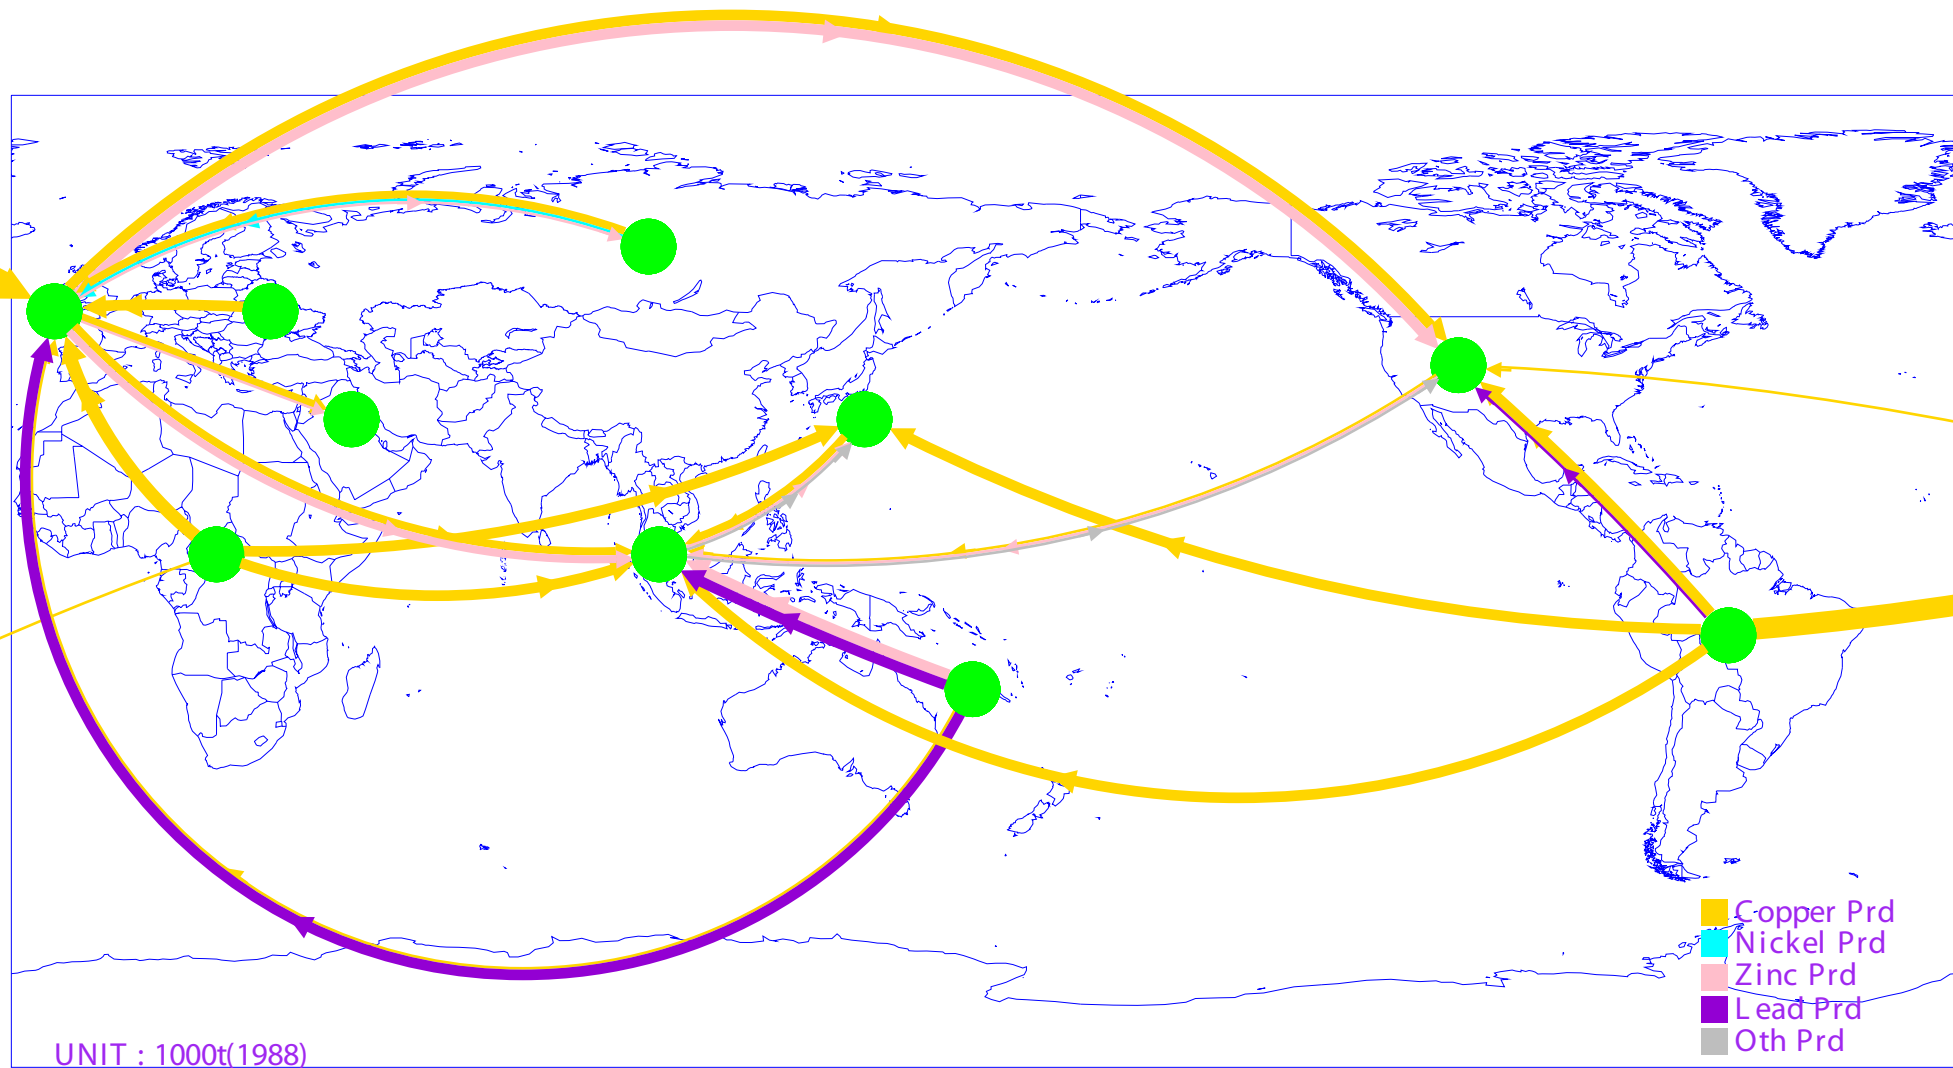 Copper Prd
Nickel Prd
Zinc Prd
Lead Prd
Oth Prd
UNIT : 1000t(1988)